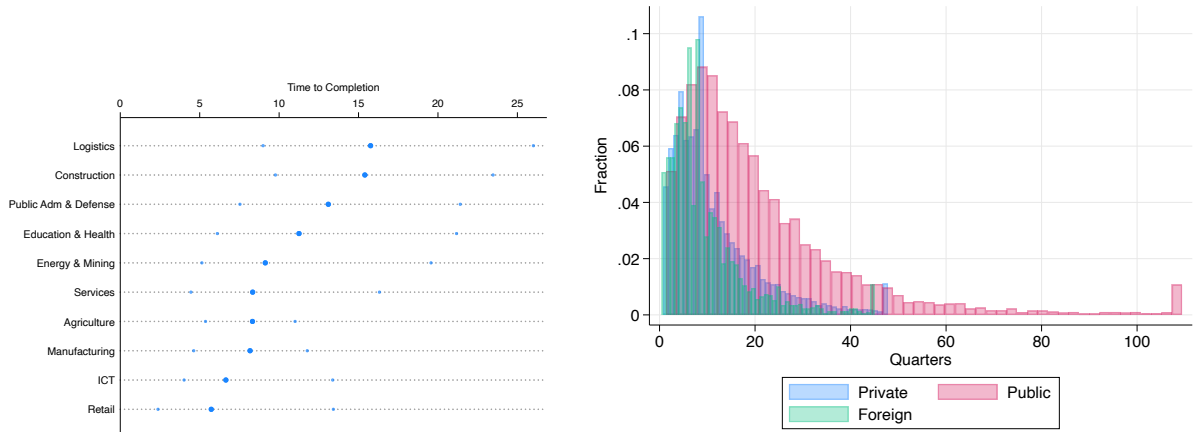 Time to Completion
0 5 10 15 20 25
Logistics
Construction
Public Adm & Defense
Education & Health
Energy & Mining
Services
Agriculture
Manufacturing
ICT
Retail
.1
.08
.06
.04
.02
0
Fraction
0 20 40 60 80 100
Quarters
Private Public
Foreign